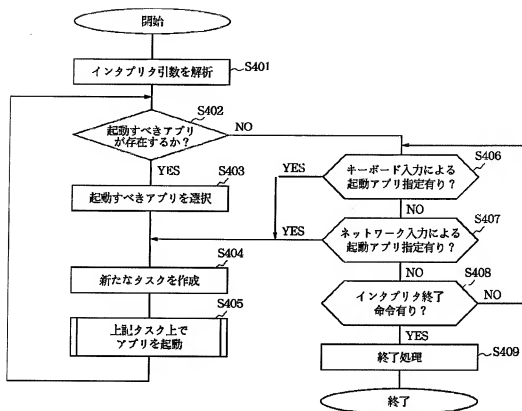 開始
インタプリタ引数を解析
S401
起動すべきアプリ
が存在するか?
S402
NO
YES
起動すべきアプリを選択
S403
キーボード入力による
起動アプリ指定有り?
S406
YES
NO
ネットワーク入力による
起動アプリ指定有り?
S407
YES
NO
新たなタスクを作成
S404
上記タスク上で
アプリを起動
S405
インタプリタ終了
命令有り?
S408
NO
YES
終了処理
S409
終了